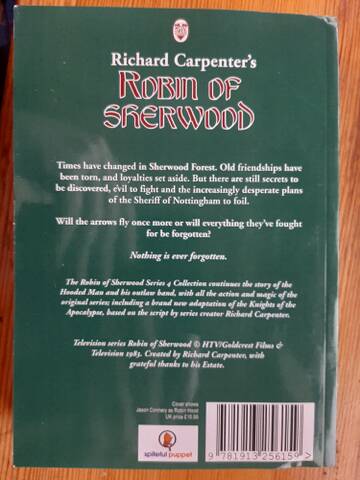 Richard Carpenter's
ROBIN OF
SHERWOOD
Times have changed in Sherwood Forest. Old friendships have
been torn, and loyalties set aside. But there are still secrets to
be discovered, evil to fight and the increasingly desperate plans
of the Sheriff of Nottingham to foil.
Will the arrows fly once more or will everything they've fought
for be forgotten?
Nothing is ever forgotten.
The Robin of Sherwood Series 4 Collection continues the story of the
Hooded Man and his outlaw band, with all the action and magic of the
original series; including a brand new adaptation of the Knights of the
Apocalypse, based on the script by series creator Richard Carpenter.
Television series Robin of Sherwood © HTV/Goldcrest Films &
Television 1983. Created by Richard Carpenter, with
grateful thanks to his Estate.
Cover shows
Jason Connery as Robin Hood
UK price £18.99
spiteful puppet
9 781913 256159 >